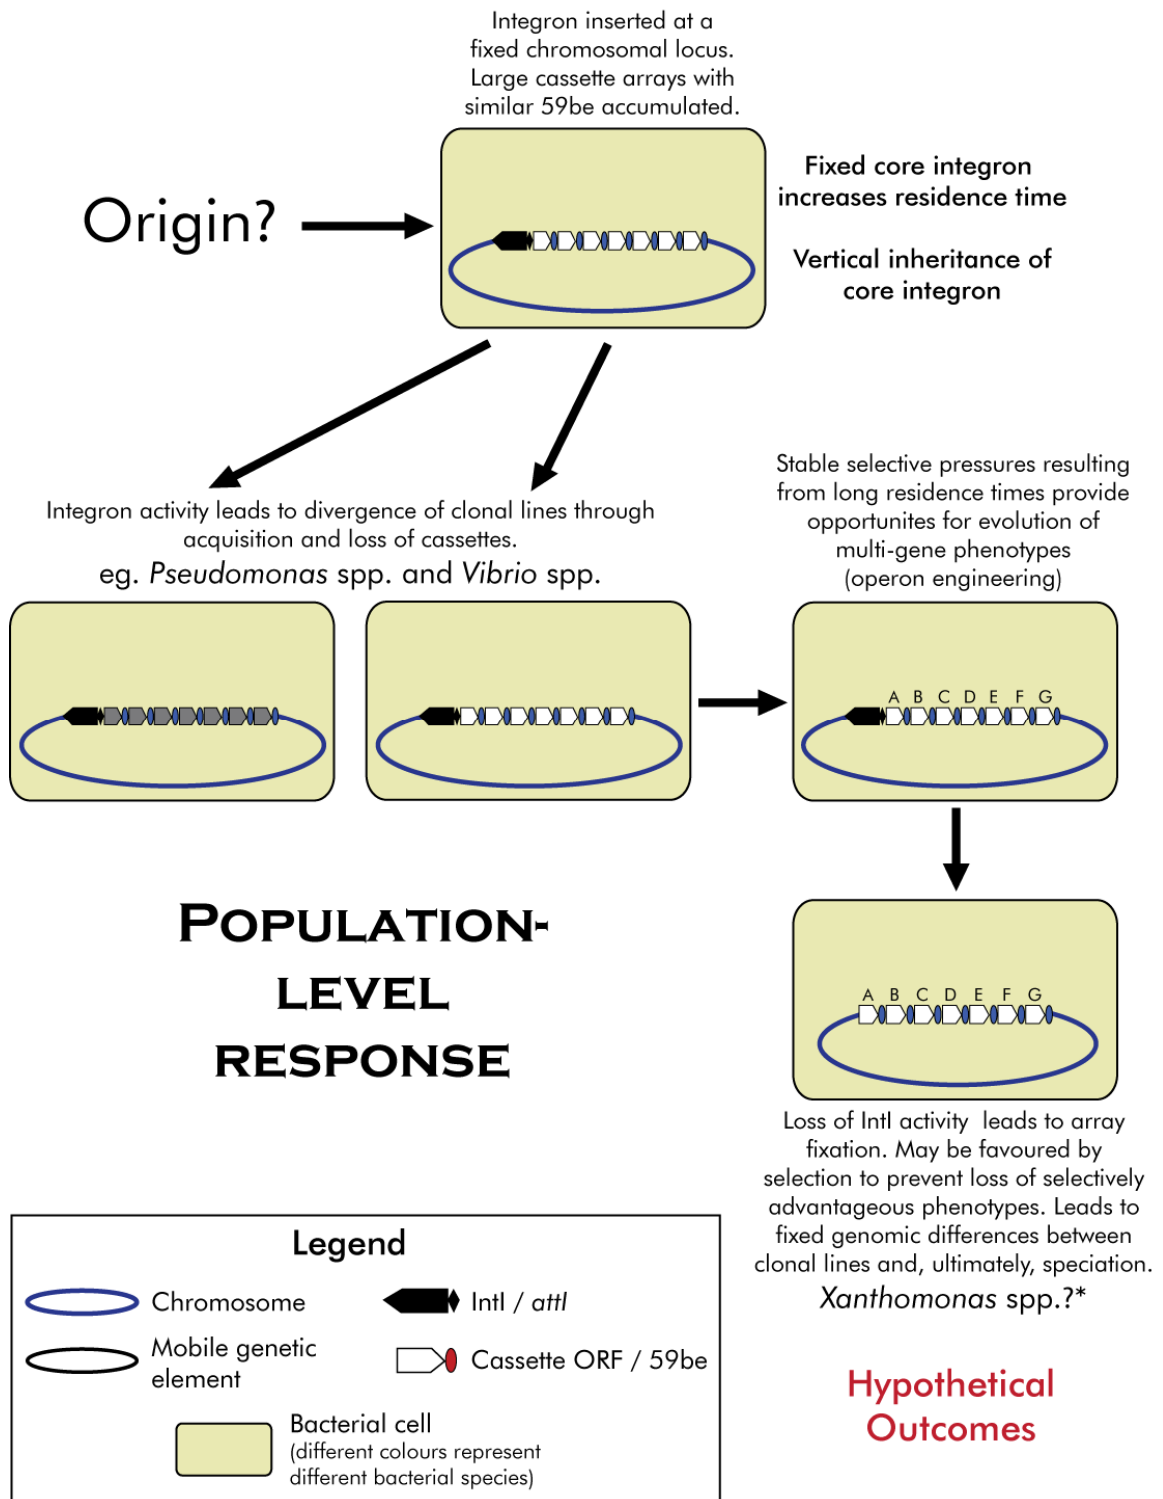 Integron inserted at a
fixed chromosomal locus.
Large cassette arrays with
similar 59be accumulated.
Origin?
Fixed core integron
increases residence time
Vertical inheritance of
core integron
Integron activity leads to divergence of clonal lines through
acquisition and loss of cassettes.
eg. Pseudomonas spp. and Vibrio spp.
Stable selective pressures resulting
from long residence times provide
opportunites for evolution of
multi-gene phenotypes
(operon engineering)
A B C D E F G
POPULATION-
LEVEL
RESPONSE
A B C D E F G
Loss of IntI activity leads to array
fixation. May be favoured by
selection to prevent loss of selectively
advantageous phenotypes. Leads to
fixed genomic differences between
clonal lines and, ultimately, speciation.
Xanthomonas spp.?*
Hypothetical
Outcomes
Legend
Chromosome
IntI / attI
Mobile genetic
element
Cassette ORF / 59be
Bacterial cell
(different colours represent
different bacterial species)